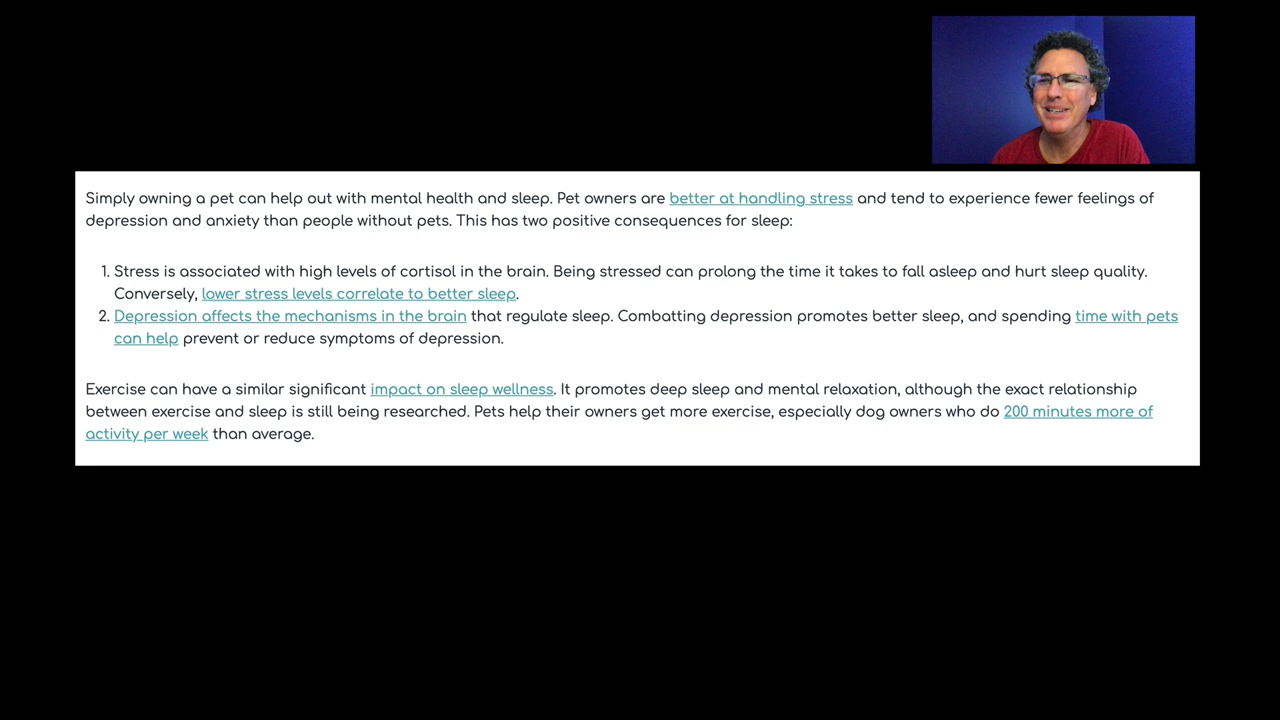 Simply owning a pet can help out with mental health and sleep. Pet owners are better at handling stress and tend to experience fewer feelings of
depression and anxiety than people without pets. This has two positive consequences for sleep:
1. Stress is associated with high levels of cortisol in the brain. Being stressed can prolong the time it takes to fall asleep and hurt sleep quality.
Conversely, lower stress levels correlate to better sleep.
2. Depression affects the mechanisms in the brain that regulate sleep. Combatting depression promotes better sleep, and spending time with pets
can help prevent or reduce symptoms of depression.
Exercise can have a similar significant impact on sleep wellness. It promotes deep sleep and mental relaxation, although the exact relationship
between exercise and sleep is still being researched. Pets help their owners get more exercise, especially dog owners who do 200 minutes more of
activity per week than average.